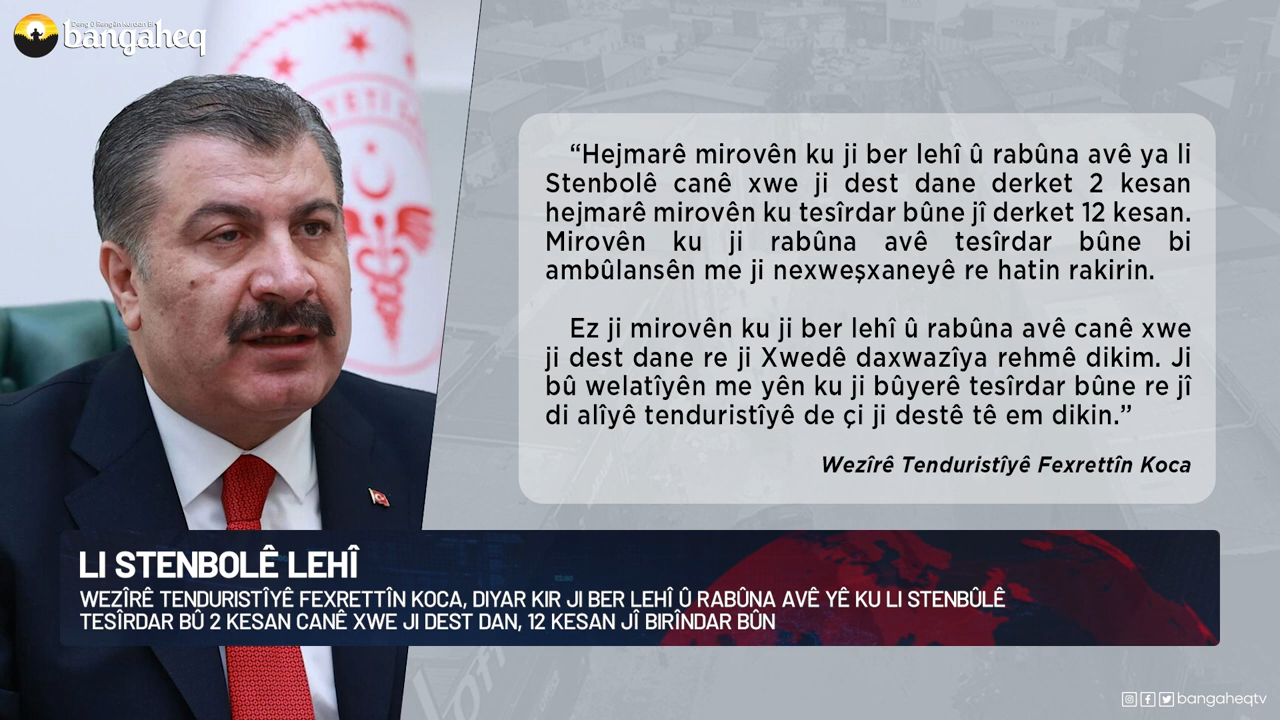 Deng û Rengên Kurdan Bi
bangaheq
“Hejmarê mirovên ku ji ber lehî û rabûna avê ya li
Stenbolê canê xwe ji dest dane derket 2 kesan
hejmarê mirovên ku tesîrdar bûne jî derket 12 kesan.
Mirovên ku ji rabûna avê tesîrdar bûne bi
ambûlansên me ji nexweşxaneyê re hatin rakirin.
Ez ji mirovên ku ji ber lehî û rabûna avê canê xwe
ji dest dane re ji Xwedê daxwazîya rehmê dikim. Ji
bû welatîyên me yên ku ji bûyerê tesîrdar bûne re jî
di alîyê tenduristîyê de çi ji destê tê em dikin.”
Wezîrê Tenduristîyê Fexrettîn Koca
LI STENBOLÊ LEHÎ
WEZÎRÊ TENDURISTÎYÊ FEXRETTÎN KOCA, DIYAR KIR JI BER LEHÎ Û RABÛNA AVÊ YÊ KU LI STENBÛLÊ
TESÎRDAR BÛ 2 KESAN CANÊ XWE JI DEST DAN, 12 KESAN JÎ BIRÎNDAR BÛN
bangaheqtv